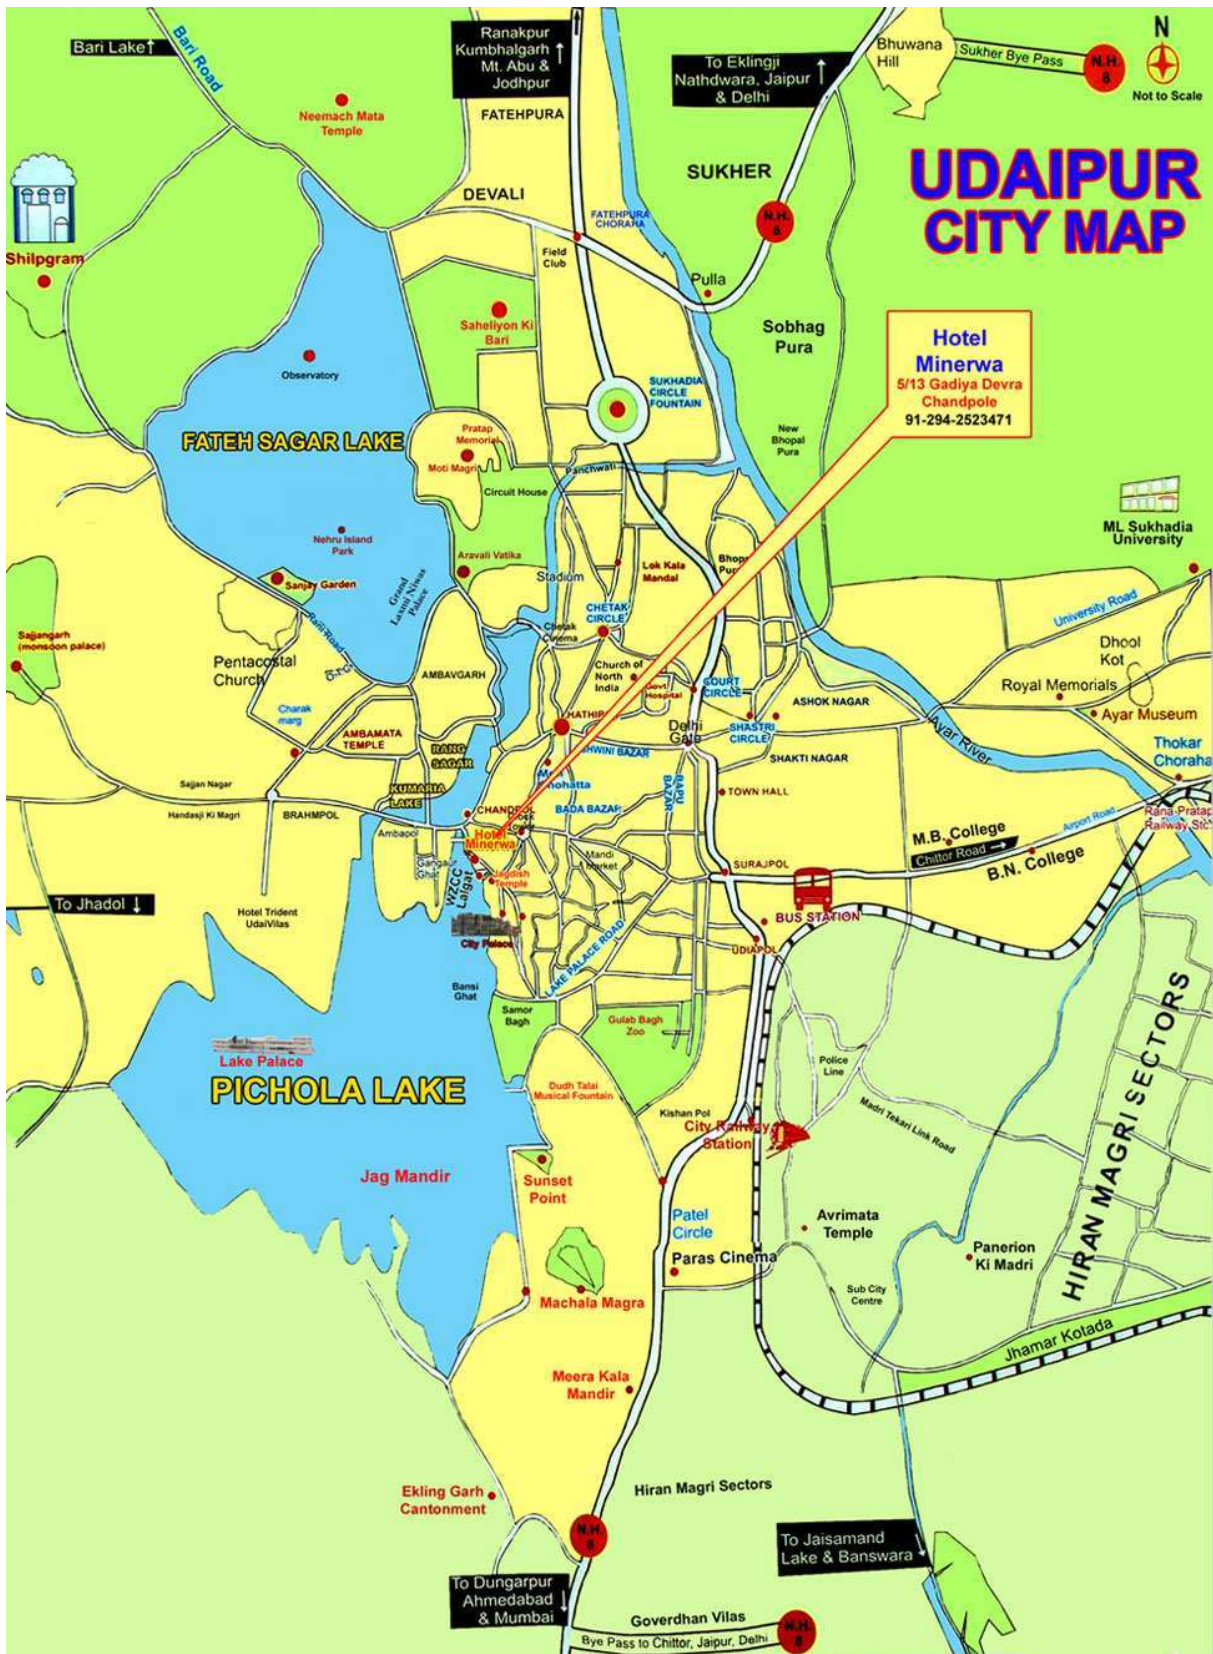 Bari Lake↑
Bari Road
Ranakpur
Kumbhalgarh
Mt. Abu &
Jodhpur
↑
To Eklingji
Nathdwara, Jaipur
& Delhi
↑
Bhuwana
Hill
Sukher Bye Pass
N.H.
8
N
Not to Scale
UDAIPUR
CITY MAP
Neemach Mata
Temple
FATEHPURA
SUKHER
DEVALI
FATEHPURA
CHORAHA
N.H.
8
Shilpgram
Field
Club
Pulla
Saheliyon Ki
Bari
Sobhag
Pura
Hotel
Minerwa
5/13 Gadiya Devra
Chandpole
91-294-2523471
Observatory
SUKHADIA
CIRCLE
FOUNTAIN
FATEH SAGAR LAKE
Pratap
Memorial
Moti Magri
New
Bhopal
Pura
Panchwati
Circuit House
ML Sukhadia
University
Nehru Island
Park
Aravali Vatika
Sanjay Garden
Grand
Laxmi Niwas
Palace
Stadium
Lok Kala
Mandal
Rani Road
CHETAK
CIRCLE
Chetak
Cinema
University Road
Dhool
Kot
Sajjangarh
(monsoon palace)
Pentacostal
Church
AMBAVGARH
Church of
North
India
Govt
Hospital
COURT
CIRCLE
ASHOK NAGAR
Royal Memorials
Ayar Museum
Charak
marg
AMBAMATA
TEMPLE
RANG
SAGAR
Delhi
Gate
SHASTRI
CIRCLE
Ayar River
Thokar
Choraha
SHAKTI NAGAR
KUMARIA
LAKE
BAPU
BAZAR
TOWN HALL
Sajjan Nagar
Handasji Ki Magri
BRAHMPOL
BADA BAZAR
Ambapol
Hotel
Minerwa
Airport Road
M.B. College
Chittor Road →
B.N. College
Gangaur
Ghat
Mandi
Market
SURAJPOL
WZCC
Lalgat
Jagdish
Temple
To Jhadol ↓
Hotel Trident
UdaiVilas
BUS STATION
City Palace
LAKE PALACE ROAD
UDIAPOL
Bansi
Ghat
Samor
Bagh
Gulab Bagh
Zoo
Lake Palace
PICHOLA LAKE
Police
Line
Dudh Talai
Musical Fountain
Kishan Pol
City Railway
Station
Madri Tekari Link Road
HIRAN MAGRI SECTORS
Jag Mandir
Sunset
Point
Patel
Circle
Avrimata
Temple
Panerion
Ki Madri
Paras Cinema
Machala Magra
Sub City
Centre
Jhamar Kotada
Meera Kala
Mandir
Ekling Garh
Cantonment
Hiran Magri Sectors
N.H.
8
To Jaisamand
Lake & Banswara
↓
To Dungarpur
Ahmedabad
& Mumbai
↓
Goverdhan Vilas
Bye Pass to Chittor, Jaipur, Delhi
N.H.
8